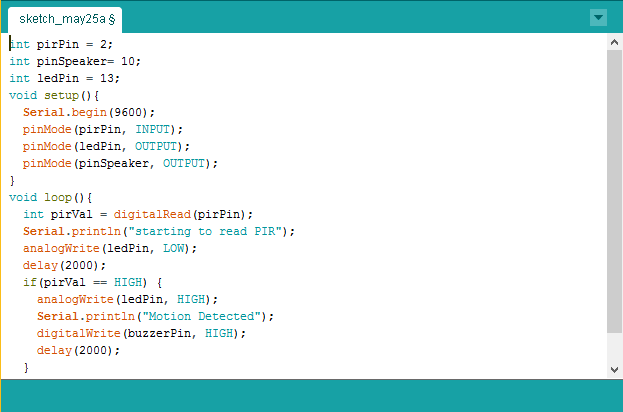 sketch_may25a §
int pirPin = 2;
int pinSpeaker= 10;
int ledPin = 13;
void setup(){
  Serial.begin(9600);
  pinMode(pirPin, INPUT);
  pinMode(ledPin, OUTPUT);
  pinMode(pinSpeaker, OUTPUT);
}
void loop(){
  int pirVal = digitalRead(pirPin);
  Serial.println("starting to read PIR");
  analogWrite(ledPin, LOW);
  delay(2000);
  if(pirVal == HIGH) {
    analogWrite(ledPin, HIGH);
    Serial.println("Motion Detected");
    digitalWrite(buzzerPin, HIGH);
    delay(2000);
  }